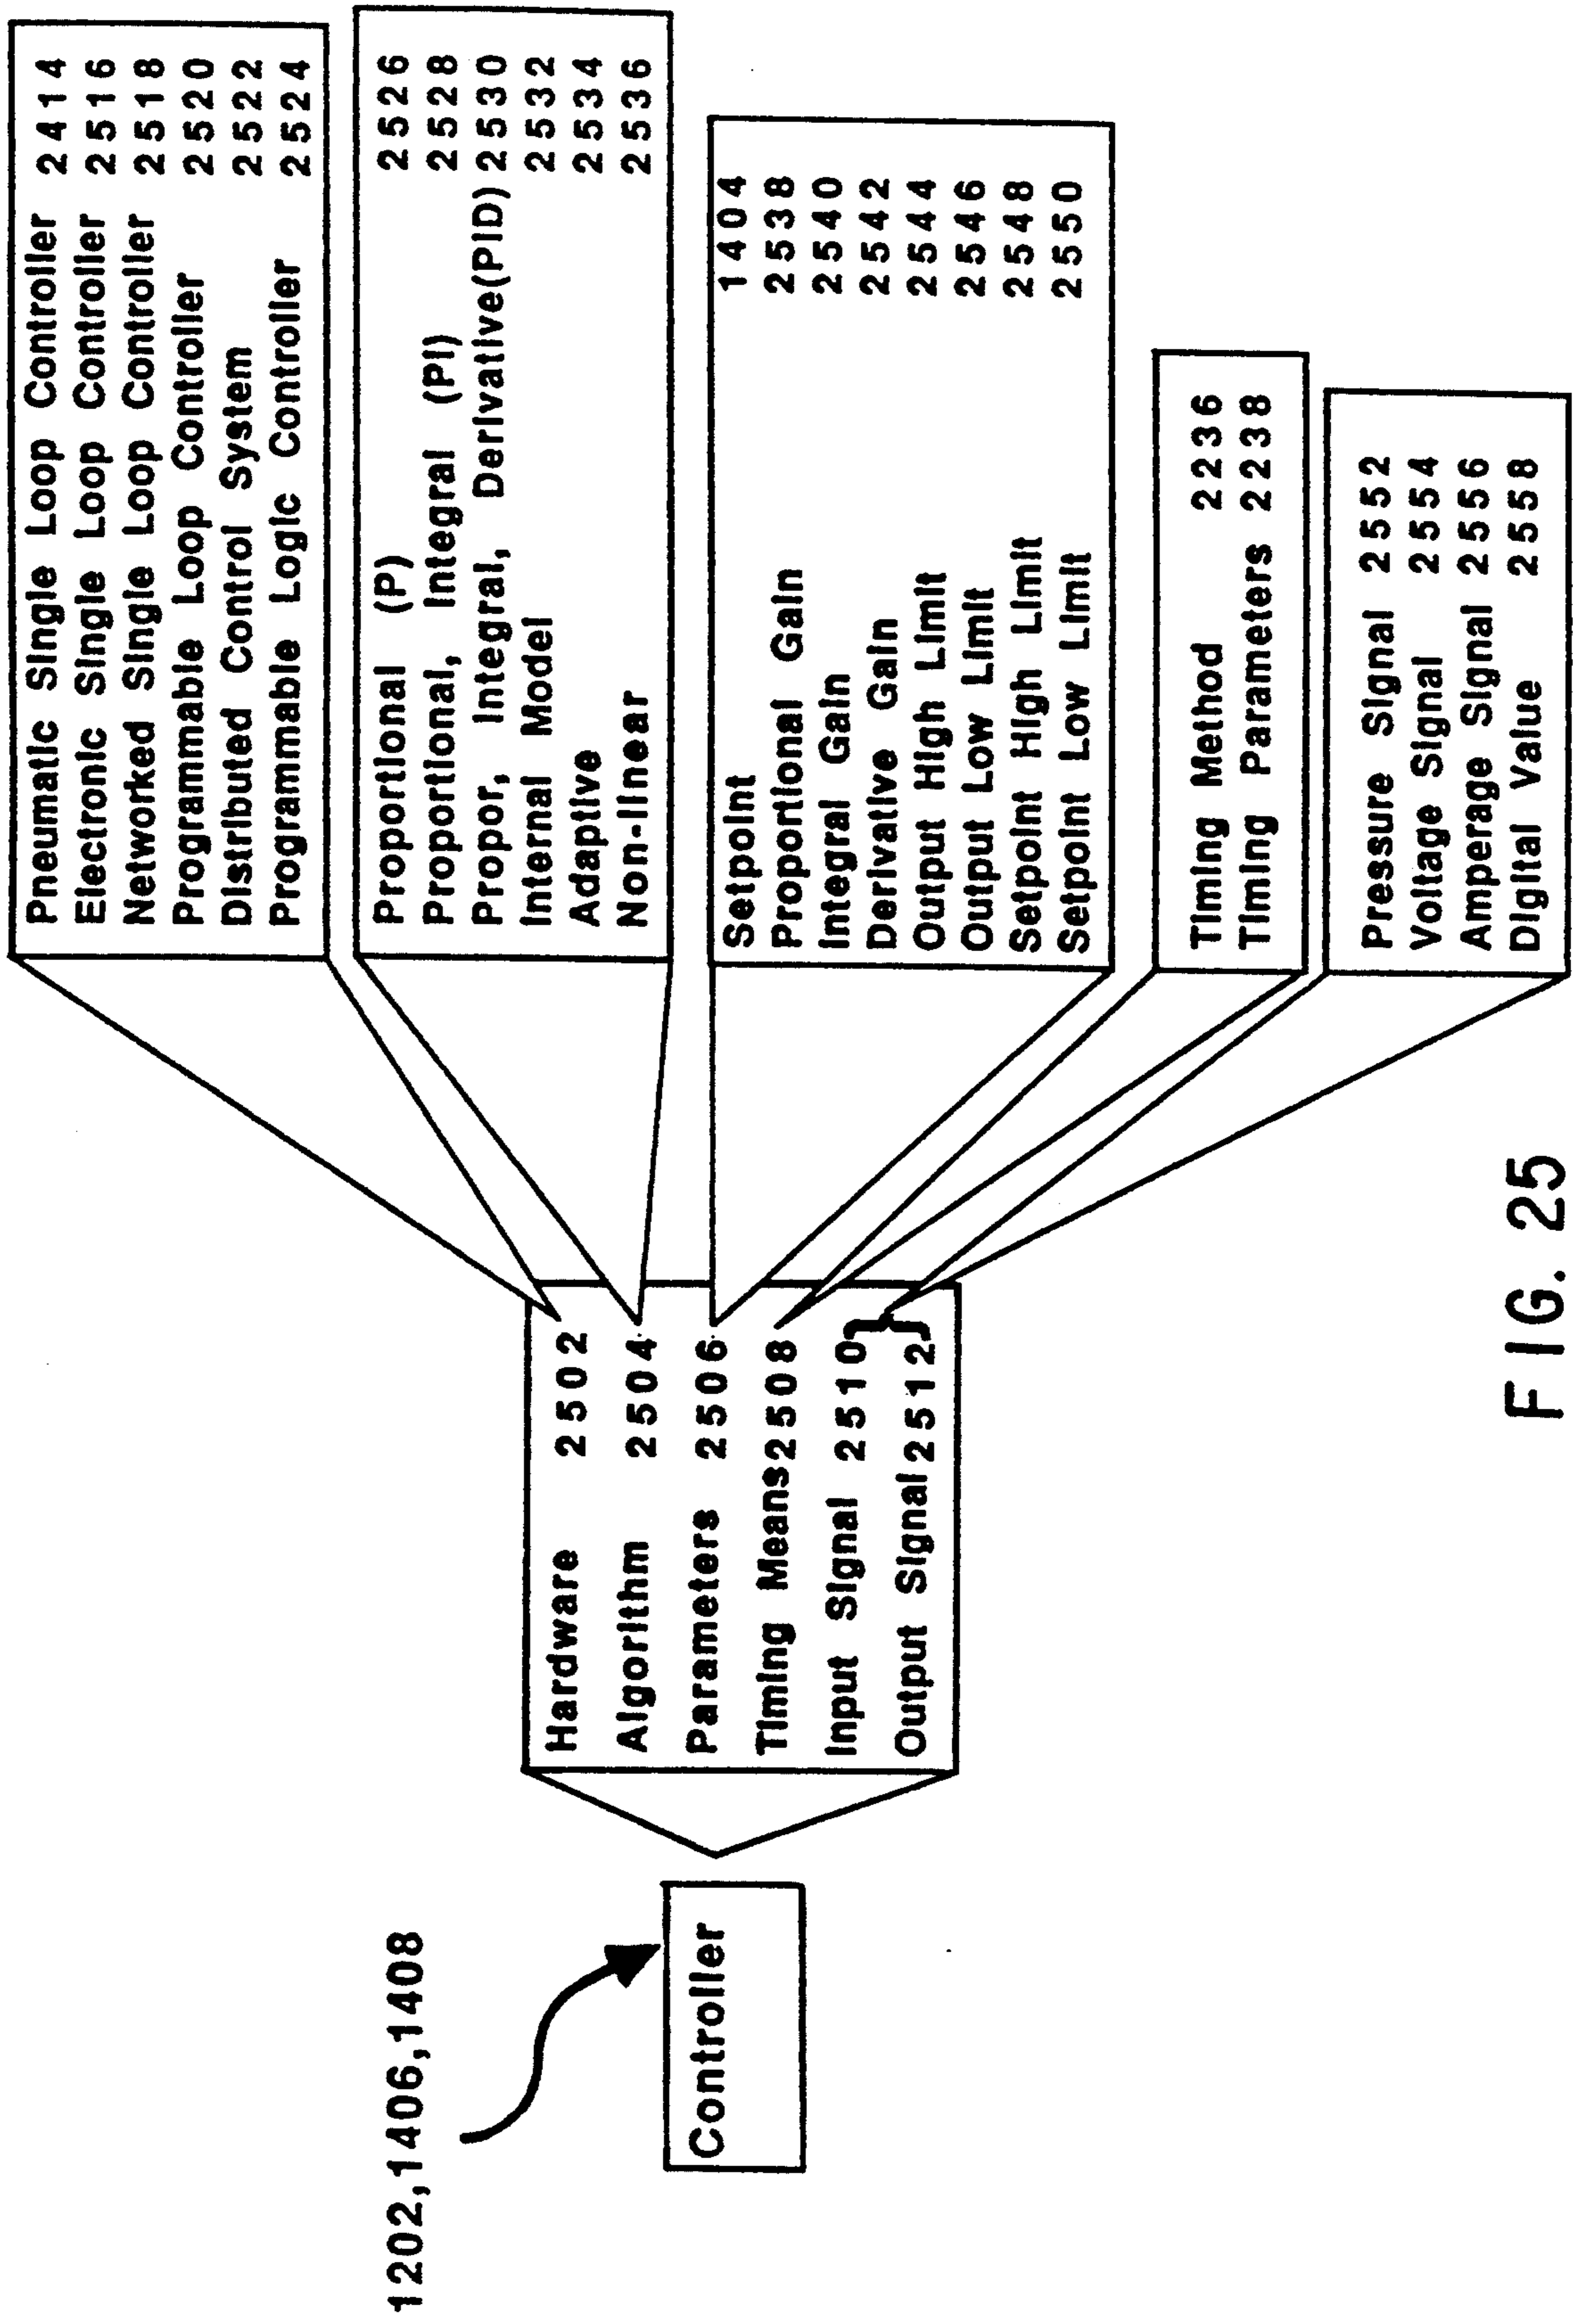 1202,1406,1408
Controller
Hardware 2502
Algorithm 2504
Parameters 2506
Timing Means 2508
Input Signal 2510
Output Signal 2512
Pneumatic Single Loop Controller 2414
Electronic Single Loop Controller 2516
Networked Single Loop Controller 2518
Programmable Loop Controller 2520
Distributed Control System 2522
Programmable Logic Controller 2524
Proportional (P) 2526
Proportional, Integral (PI) 2528
Propor, Integral, Derivative(PID) 2530
Internal Model 2532
Adaptive 2534
Non-linear 2536
Setpoint 1404
Proportional Gain 2538
Integral Gain 2540
Derivative Gain 2542
Output High Limit 2544
Output Low Limit 2546
Setpoint High Limit 2548
Setpoint Low Limit 2550
Timing Method 2236
Timing Parameters 2238
Pressure Signal 2552
Voltage Signal 2554
Amperage Signal 2556
Digital Value 2558
FIG. 25